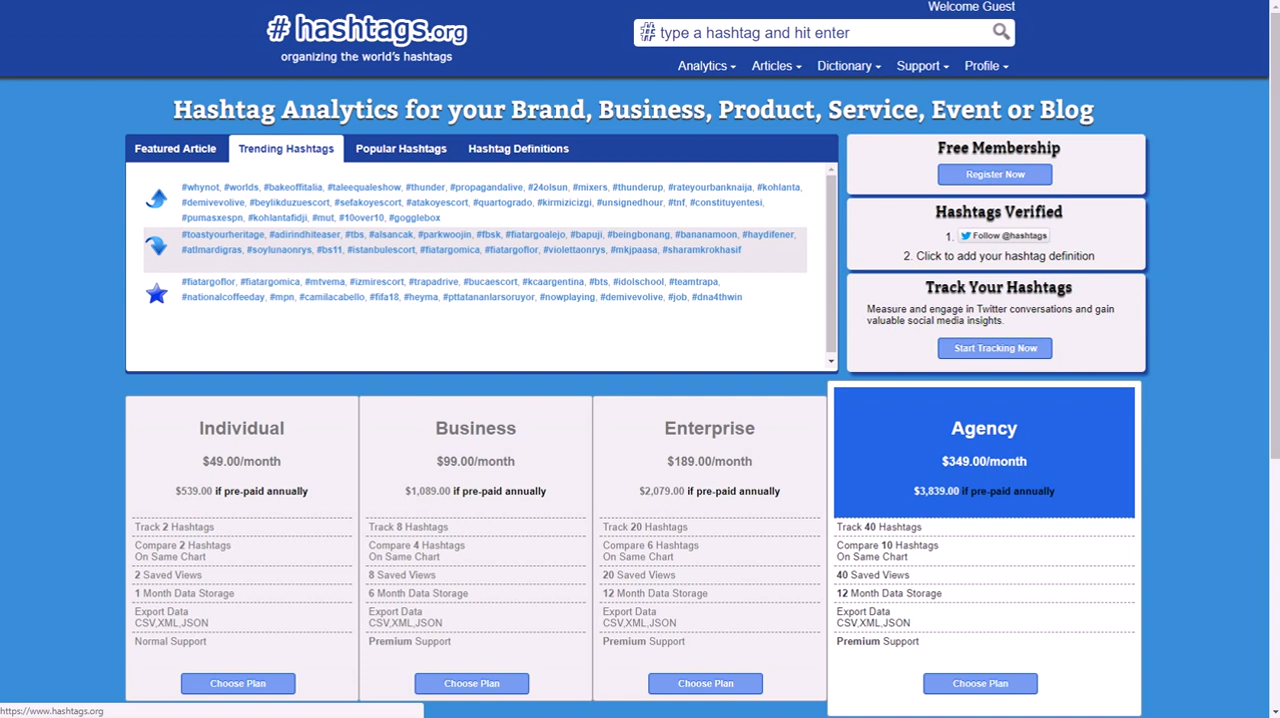 Welcome Guest
# hashtags.org
organizing the world's hashtags
# type a hashtag and hit enter
Analytics Articles Dictionary Support Profile
Hashtag Analytics for your Brand, Business, Product, Service, Event or Blog
Featured Article Trending Hashtags Popular Hashtags Hashtag Definitions
#whynot, #worlds, #bakeoffitalia, #taleequaleshow, #thunder, #propagandalive, #24olsun, #mixers, #thunderup, #rateyourbanknaija, #kohlanta,
#demivevolive, #beylikduzuescort, #sefakoyescort, #atakoyescort, #quartogrado, #kirmizicizgi, #unsignedhour, #tnf, #constituyentesi,
#pumasxespn, #kohlantafidji, #mut, #10over10, #gogglebox
#toastyourheritage, #adirindhiteaser, #tbs, #alsancak, #parkwoojin, #fbsk, #fiatargoalejo, #bapuji, #beingbonang, #bananamoon, #haydifener,
#atlmardigras, #soylunaonrys, #bs11, #istanbulescort, #fiatargomica, #fiatargoflor, #violettaonrys, #mkjpaasa, #sharamkrokhasif
#fiatargoflor, #fiatargomica, #mtvema, #izmirescort, #trapadrive, #bucaescort, #kcaargentina, #bts, #idolschool, #teamtrapa,
#nationalcoffeeday, #mpn, #camilacabello, #fifa18, #heyma, #pttatananlarsoruyor, #nowplaying, #demivevolive, #job, #dna4thwin
Free Membership
Register Now
Hashtags Verified
1. Follow @hashtags
2. Click to add your hashtag definition
Track Your Hashtags
Measure and engage in Twitter conversations and gain
valuable social media insights.
Start Tracking Now
Individual
$49.00/month
$539.00 if pre-paid annually
Track 2 Hashtags
Compare 2 Hashtags
On Same Chart
2 Saved Views
1 Month Data Storage
Export Data
CSV,XML,JSON
Normal Support
Choose Plan
Business
$99.00/month
$1,089.00 if pre-paid annually
Track 8 Hashtags
Compare 4 Hashtags
On Same Chart
8 Saved Views
6 Month Data Storage
Export Data
CSV,XML,JSON
Premium Support
Choose Plan
Enterprise
$189.00/month
$2,079.00 if pre-paid annually
Track 20 Hashtags
Compare 6 Hashtags
On Same Chart
20 Saved Views
12 Month Data Storage
Export Data
CSV,XML,JSON
Premium Support
Choose Plan
Agency
$349.00/month
$3,839.00 if pre-paid annually
Track 40 Hashtags
Compare 10 Hashtags
On Same Chart
40 Saved Views
12 Month Data Storage
Export Data
CSV,XML,JSON
Premium Support
Choose Plan
https://www.hashtags.org